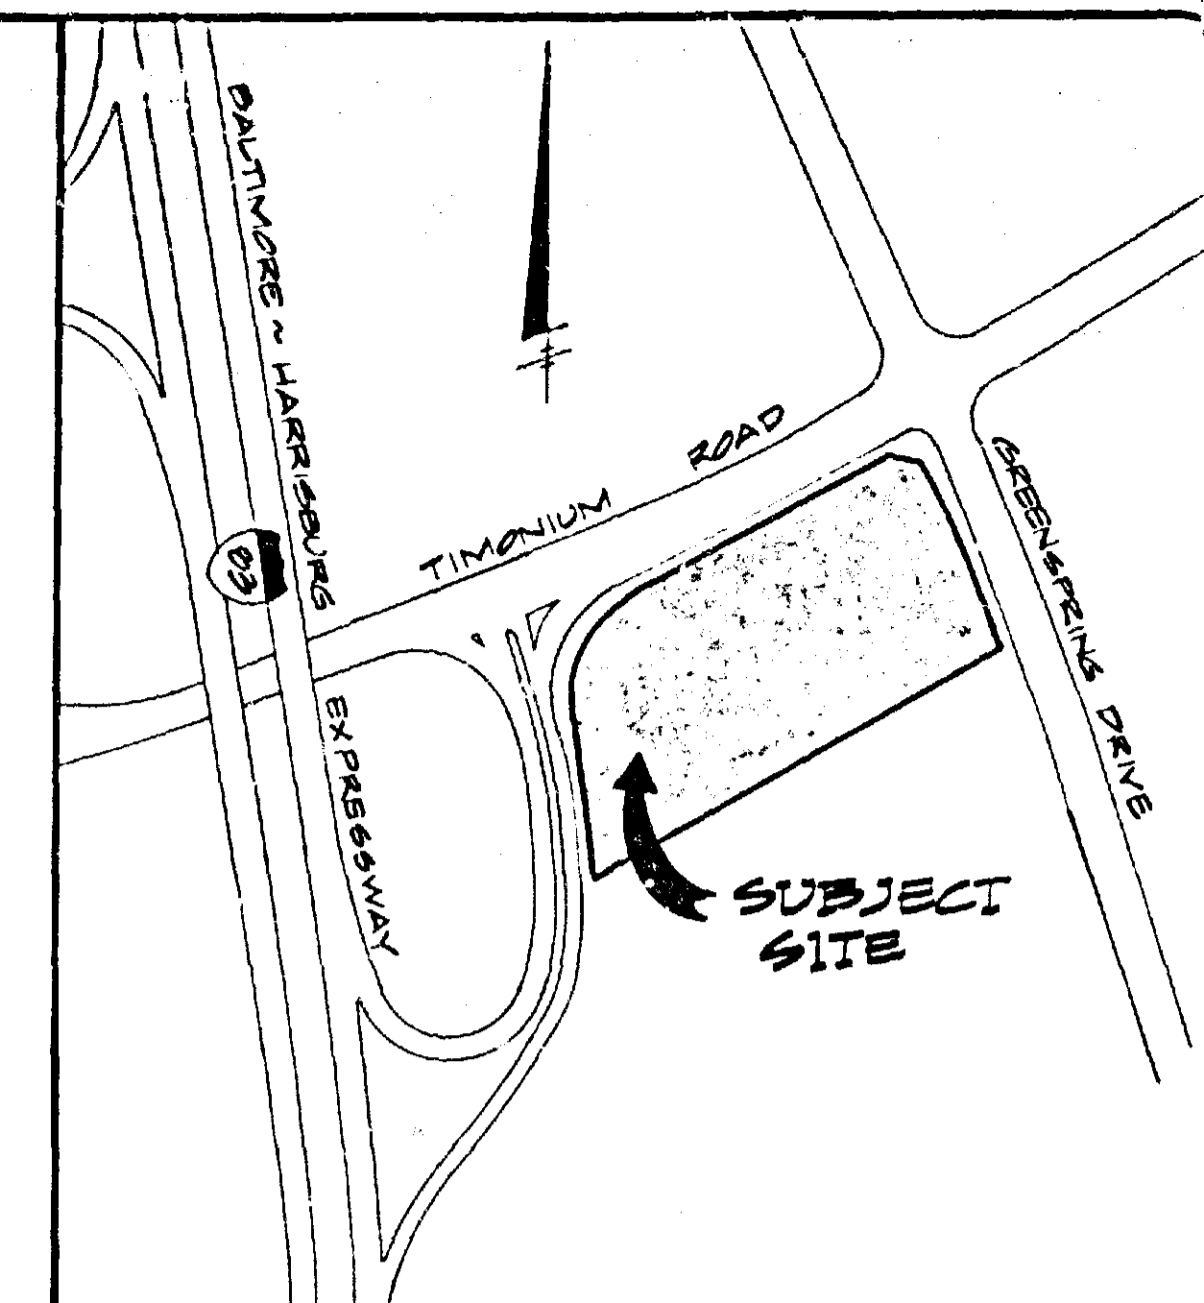 BALTIMORE ~ HARRISBURG
EXPRESSWAY
83
TIMONIUM ROAD
GREENSPRING DRIVE
SUBJECT
SITE